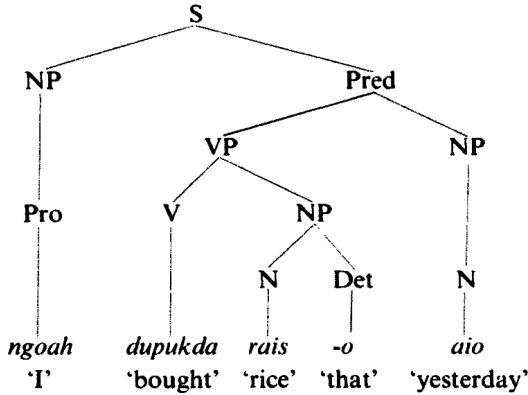 S
NP Pred
VP NP
Pro V NP
N Det N
ngoah dupukda rais -o aio
‘I’ ‘bought’ ‘rice’ ‘that’ ‘yesterday’